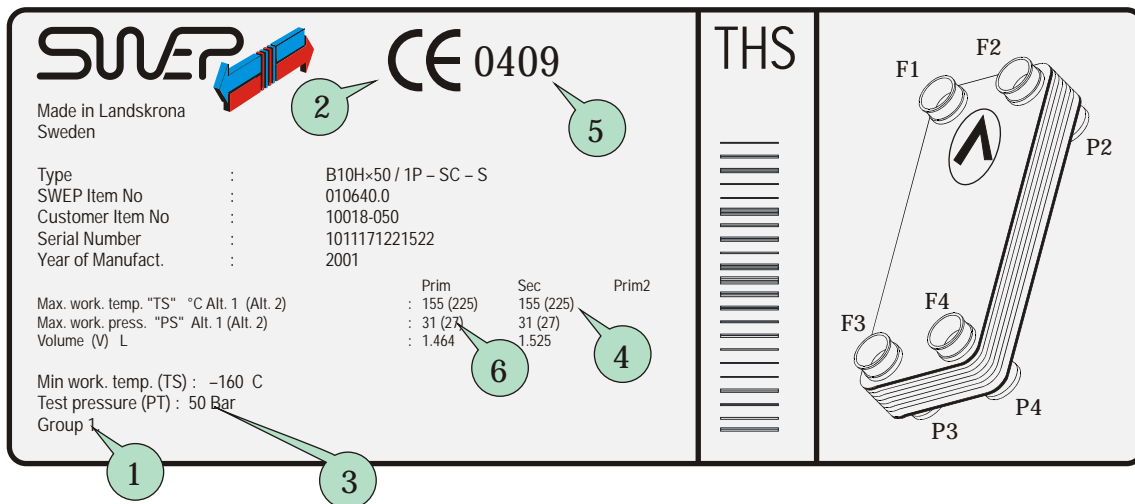 SWEP
CE 0409
THS
2
5
Made in Landskrona
Sweden
Type : B10H×50 / 1P – SC – S
SWEP Item No : 010640.0
Customer Item No : 10018-050
Serial Number : 1011171221522
Year of Manufact. : 2001
Prim Sec Prim2
Max. work. temp. "TS" °C Alt. 1 (Alt. 2) : 155 (225) 155 (225)
Max. work. press. "PS" Alt. 1 (Alt. 2) : 31 (27) 31 (27)
Volume (V) L : 1.464 1.525
6
4
Min work. temp. (TS) : –160 C
Test pressure (PT) : 50 Bar
Group 1.
1
3
F1
F2
P2
F3
F4
P4
P3